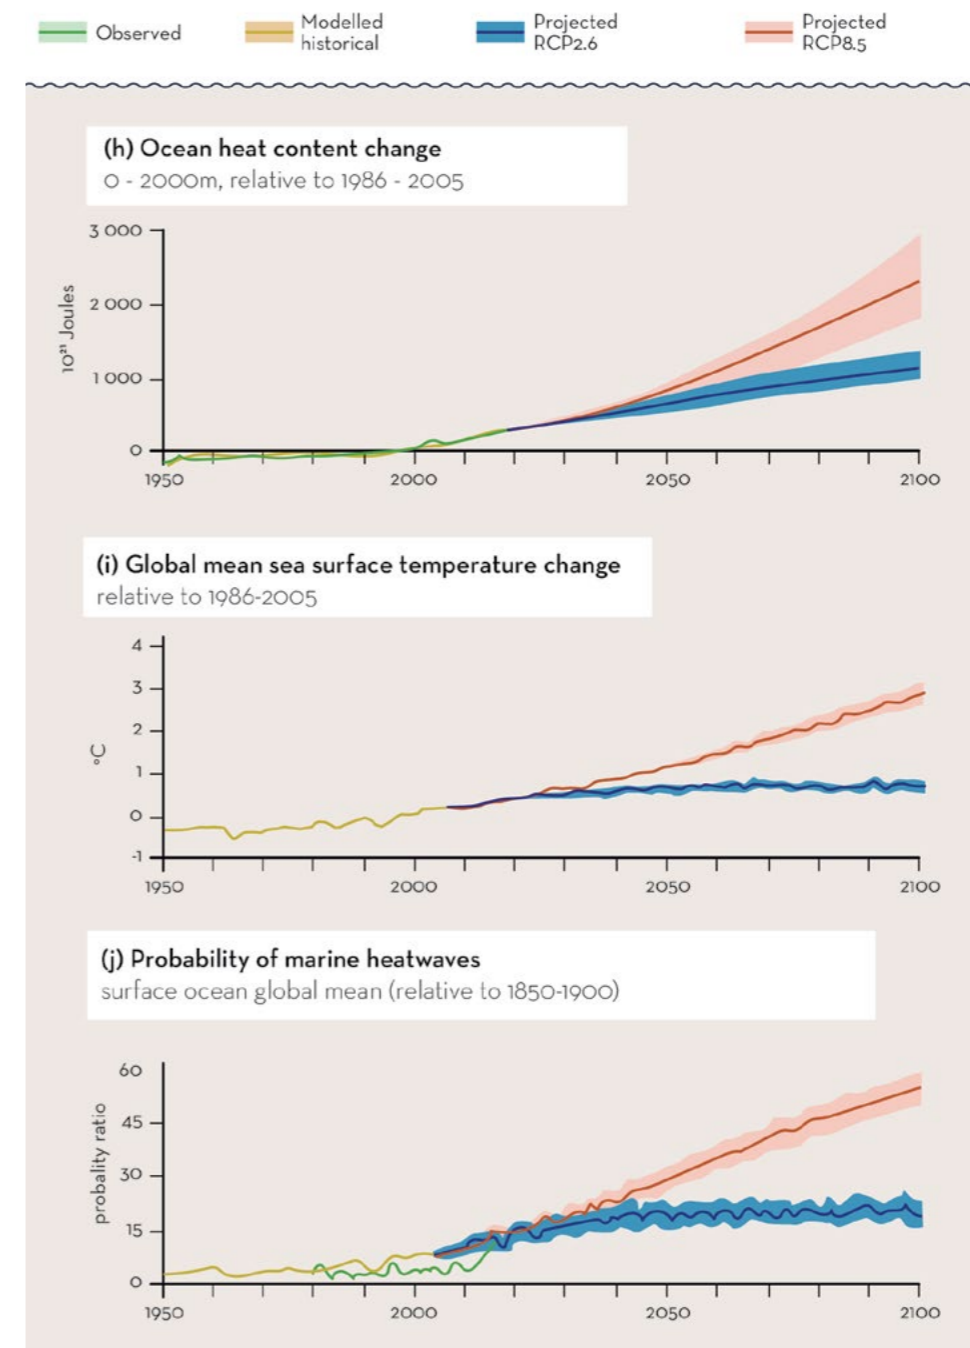 Observed
Modelled
historical
Projected
RCP2.6
Projected
RCP8.5
(h) Ocean heat content change
0 - 2000m, relative to 1986 - 2005
3 000
2 000
1 000
0
10²¹ Joules
1950
2000
2050
2100
(i) Global mean sea surface temperature change
relative to 1986-2005
4
3
2
1
0
-1
°C
1950
2000
2050
2100
(j) Probability of marine heatwaves
surface ocean global mean (relative to 1850-1900)
60
45
30
15
0
probality ratio
1950
2000
2050
2100